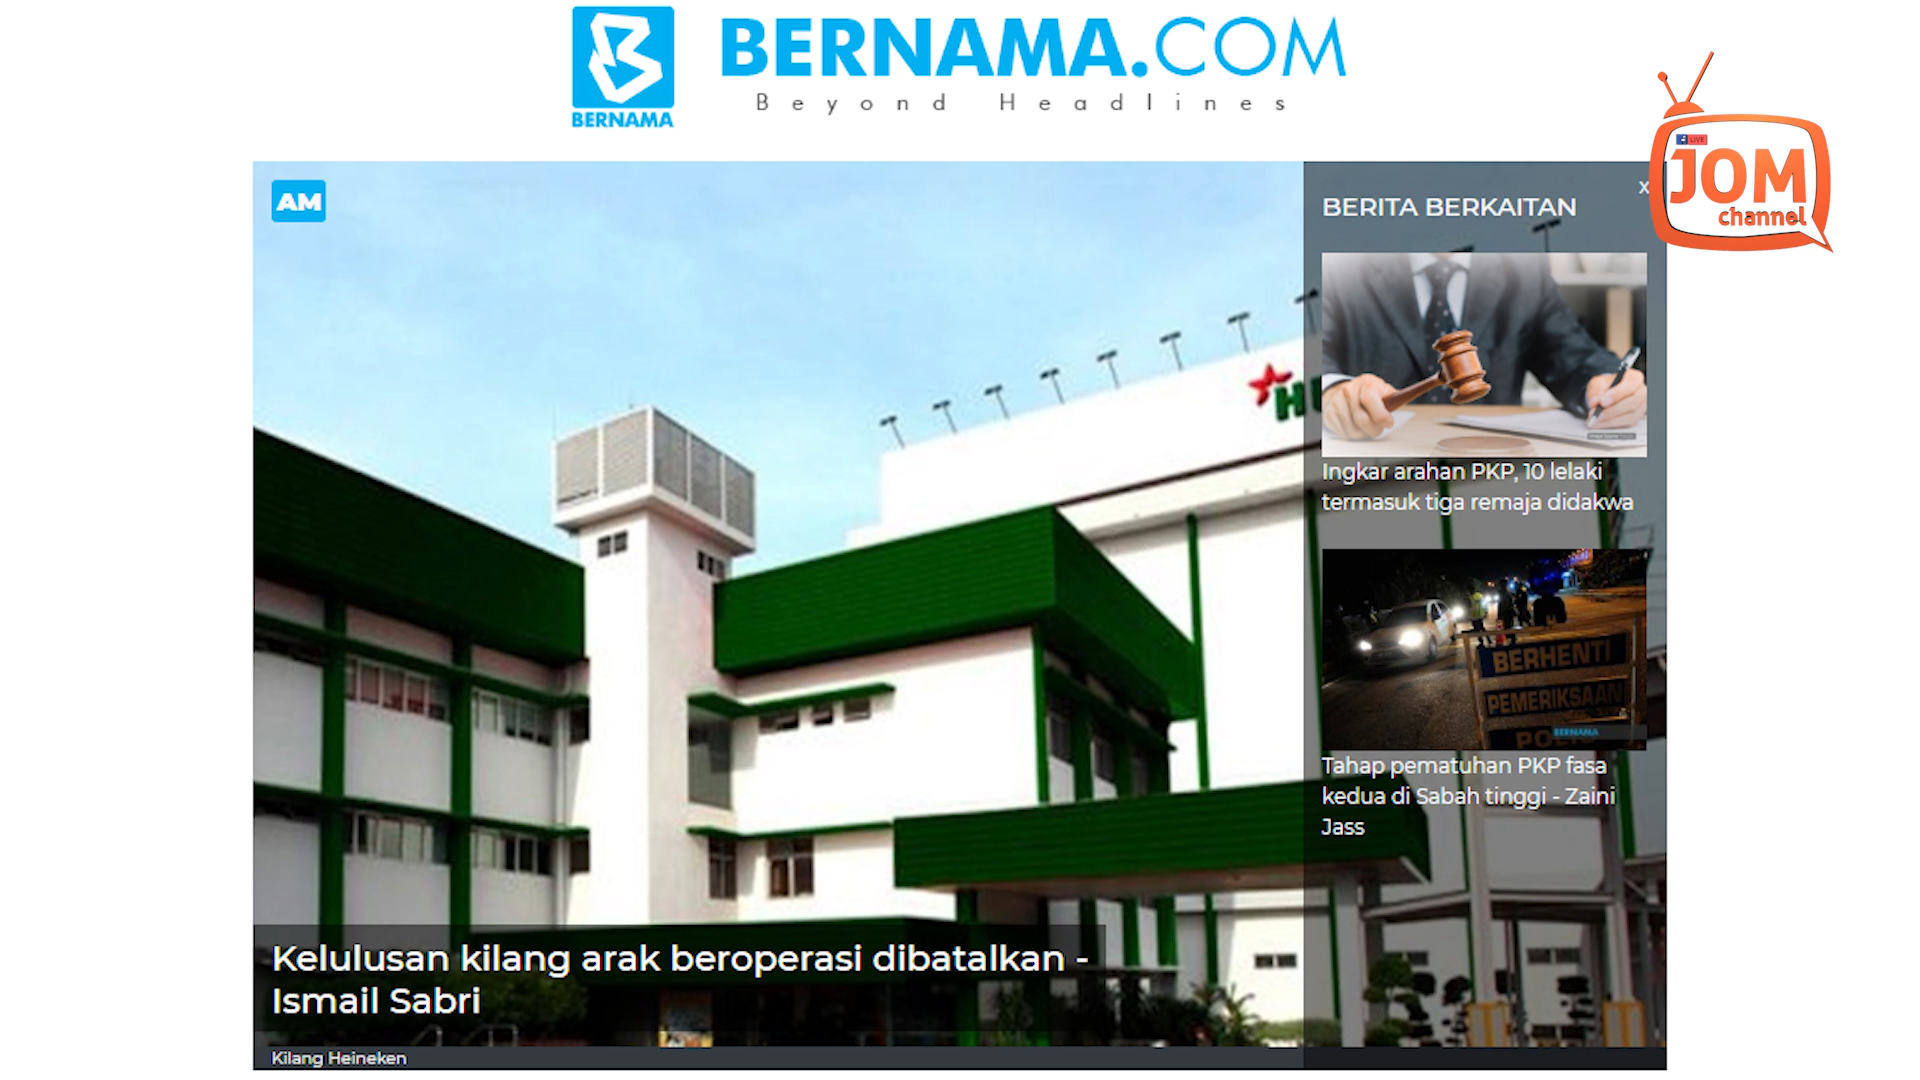 BERNAMA
BERNAMA.COM
Beyond Headlines
LIVE
JOM
channel
AM
BERITA BERKAITAN
X
H
Ingkar arahan PKP, 10 lelaki
termasuk tiga remaja didakwa
BERHENTI
PEMERIKSAAN
BERNAMA
Tahap pematuhan PKP fasa
kedua di Sabah tinggi - Zaini
Jass
Kelulusan kilang arak beroperasi dibatalkan -
Ismail Sabri
Kilang Heineken